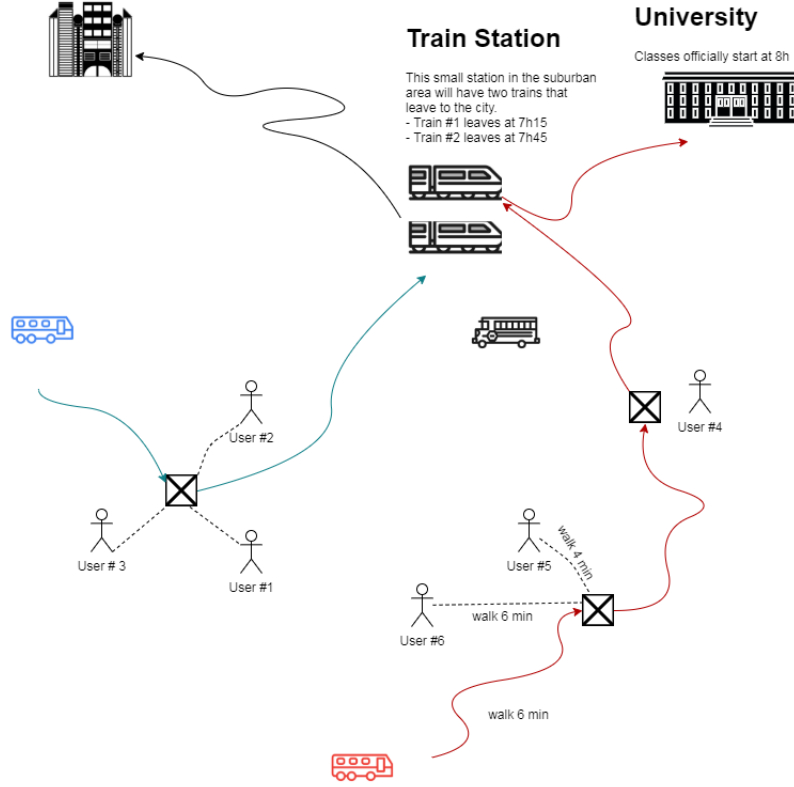 University
Train Station
Classes officially start at 8h
This small station in the suburban
area will have two trains that
leave to the city.
- Train #1 leaves at 7h15
- Train #2 leaves at 7h45
User #2
User #4
User # 3
User #1
User #5
walk 4 min
User #6
walk 6 min
walk 6 min